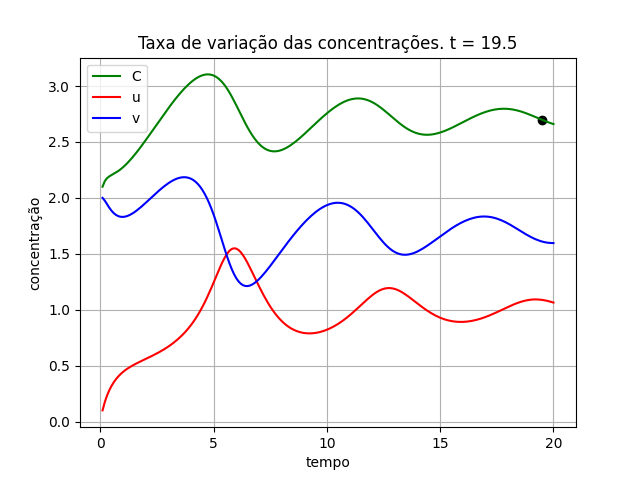 Taxa de variação das concentrações. t = 19.5
C
u
v
3.0
2.5
2.0
1.5
1.0
0.5
0.0
concentração
0 5 10 15 20
tempo